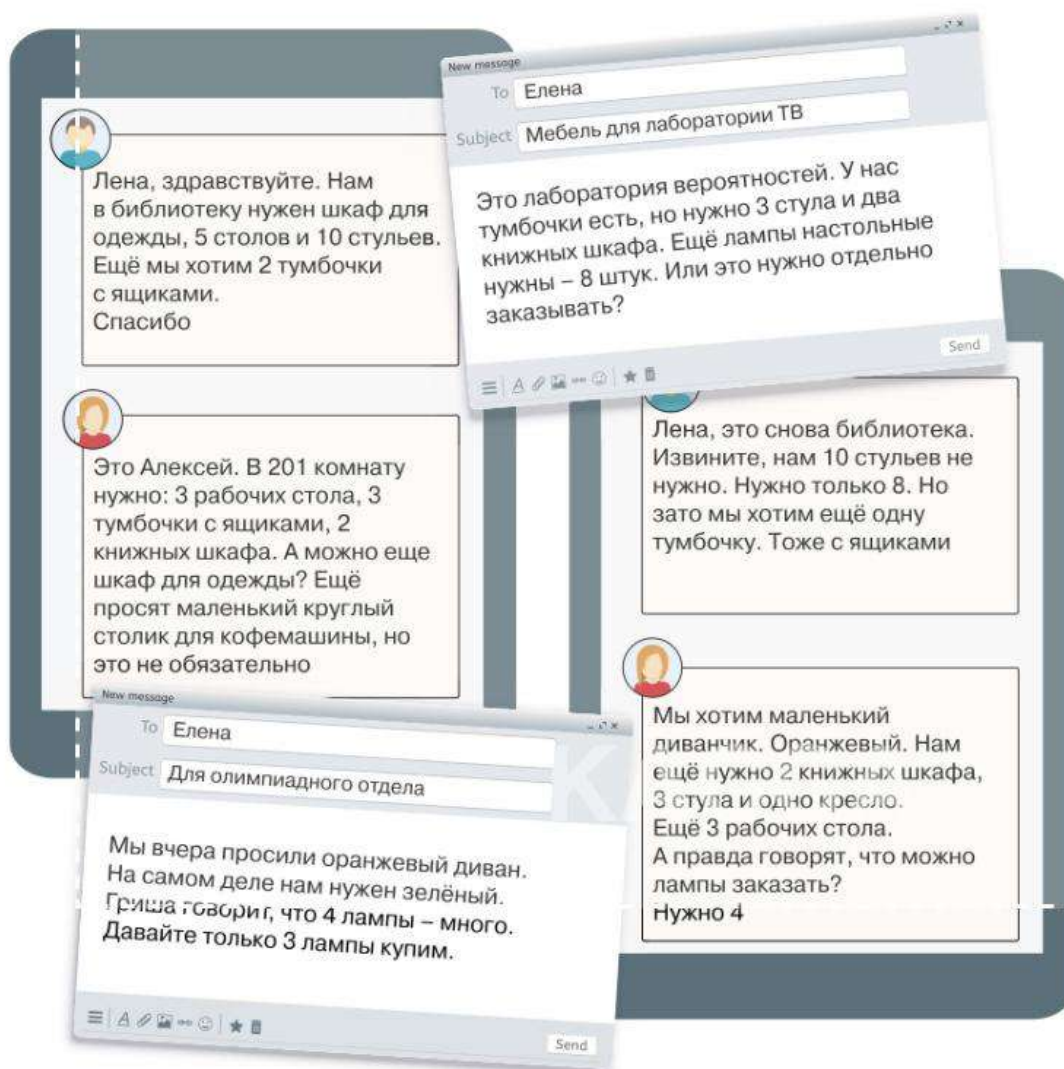 Лена, здравствуйте. Нам
в библиотеку нужен шкаф для
одежды, 5 столов и 10 стульев.
Ещё мы хотим 2 тумбочки
с ящиками.
Спасибо
New message
To Елена
Subject Мебель для лаборатории ТВ
Это лаборатория вероятностей. У нас
тумбочки есть, но нужно 3 стула и два
книжных шкафа. Ещё лампы настольные
нужны – 8 штук. Или это нужно отдельно
заказывать?
Send
Это Алексей. В 201 комнату
нужно: 3 рабочих стола, 3
тумбочки с ящиками, 2
книжных шкафа. А можно еще
шкаф для одежды? Ещё
просят маленький круглый
столик для кофемашины, но
это не обязательно
Лена, это снова библиотека.
Извините, нам 10 стульев не
нужно. Нужно только 8. Но
зато мы хотим ещё одну
тумбочку. Тоже с ящиками
Мы хотим маленький
диванчик. Оранжевый. Нам
ещё нужно 2 книжных шкафа,
3 стула и одно кресло.
Ещё 3 рабочих стола.
А правда говорят, что можно
лампы заказать?
Нужно 4
New message
To Елена
Subject Для олимпиадного отдела
Мы вчера просили оранжевый диван.
На самом деле нам нужен зелёный.
Гриша говорит, что 4 лампы – много.
Давайте только 3 лампы купим.
Send